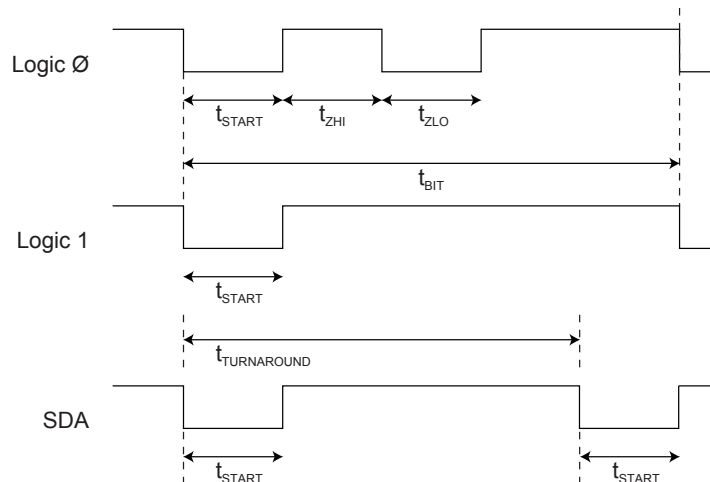 Logic Ø
tSTART
tZHI
tZLO
tBIT
Logic 1
tSTART
tTURNAROUND
SDA
tSTART
tSTART